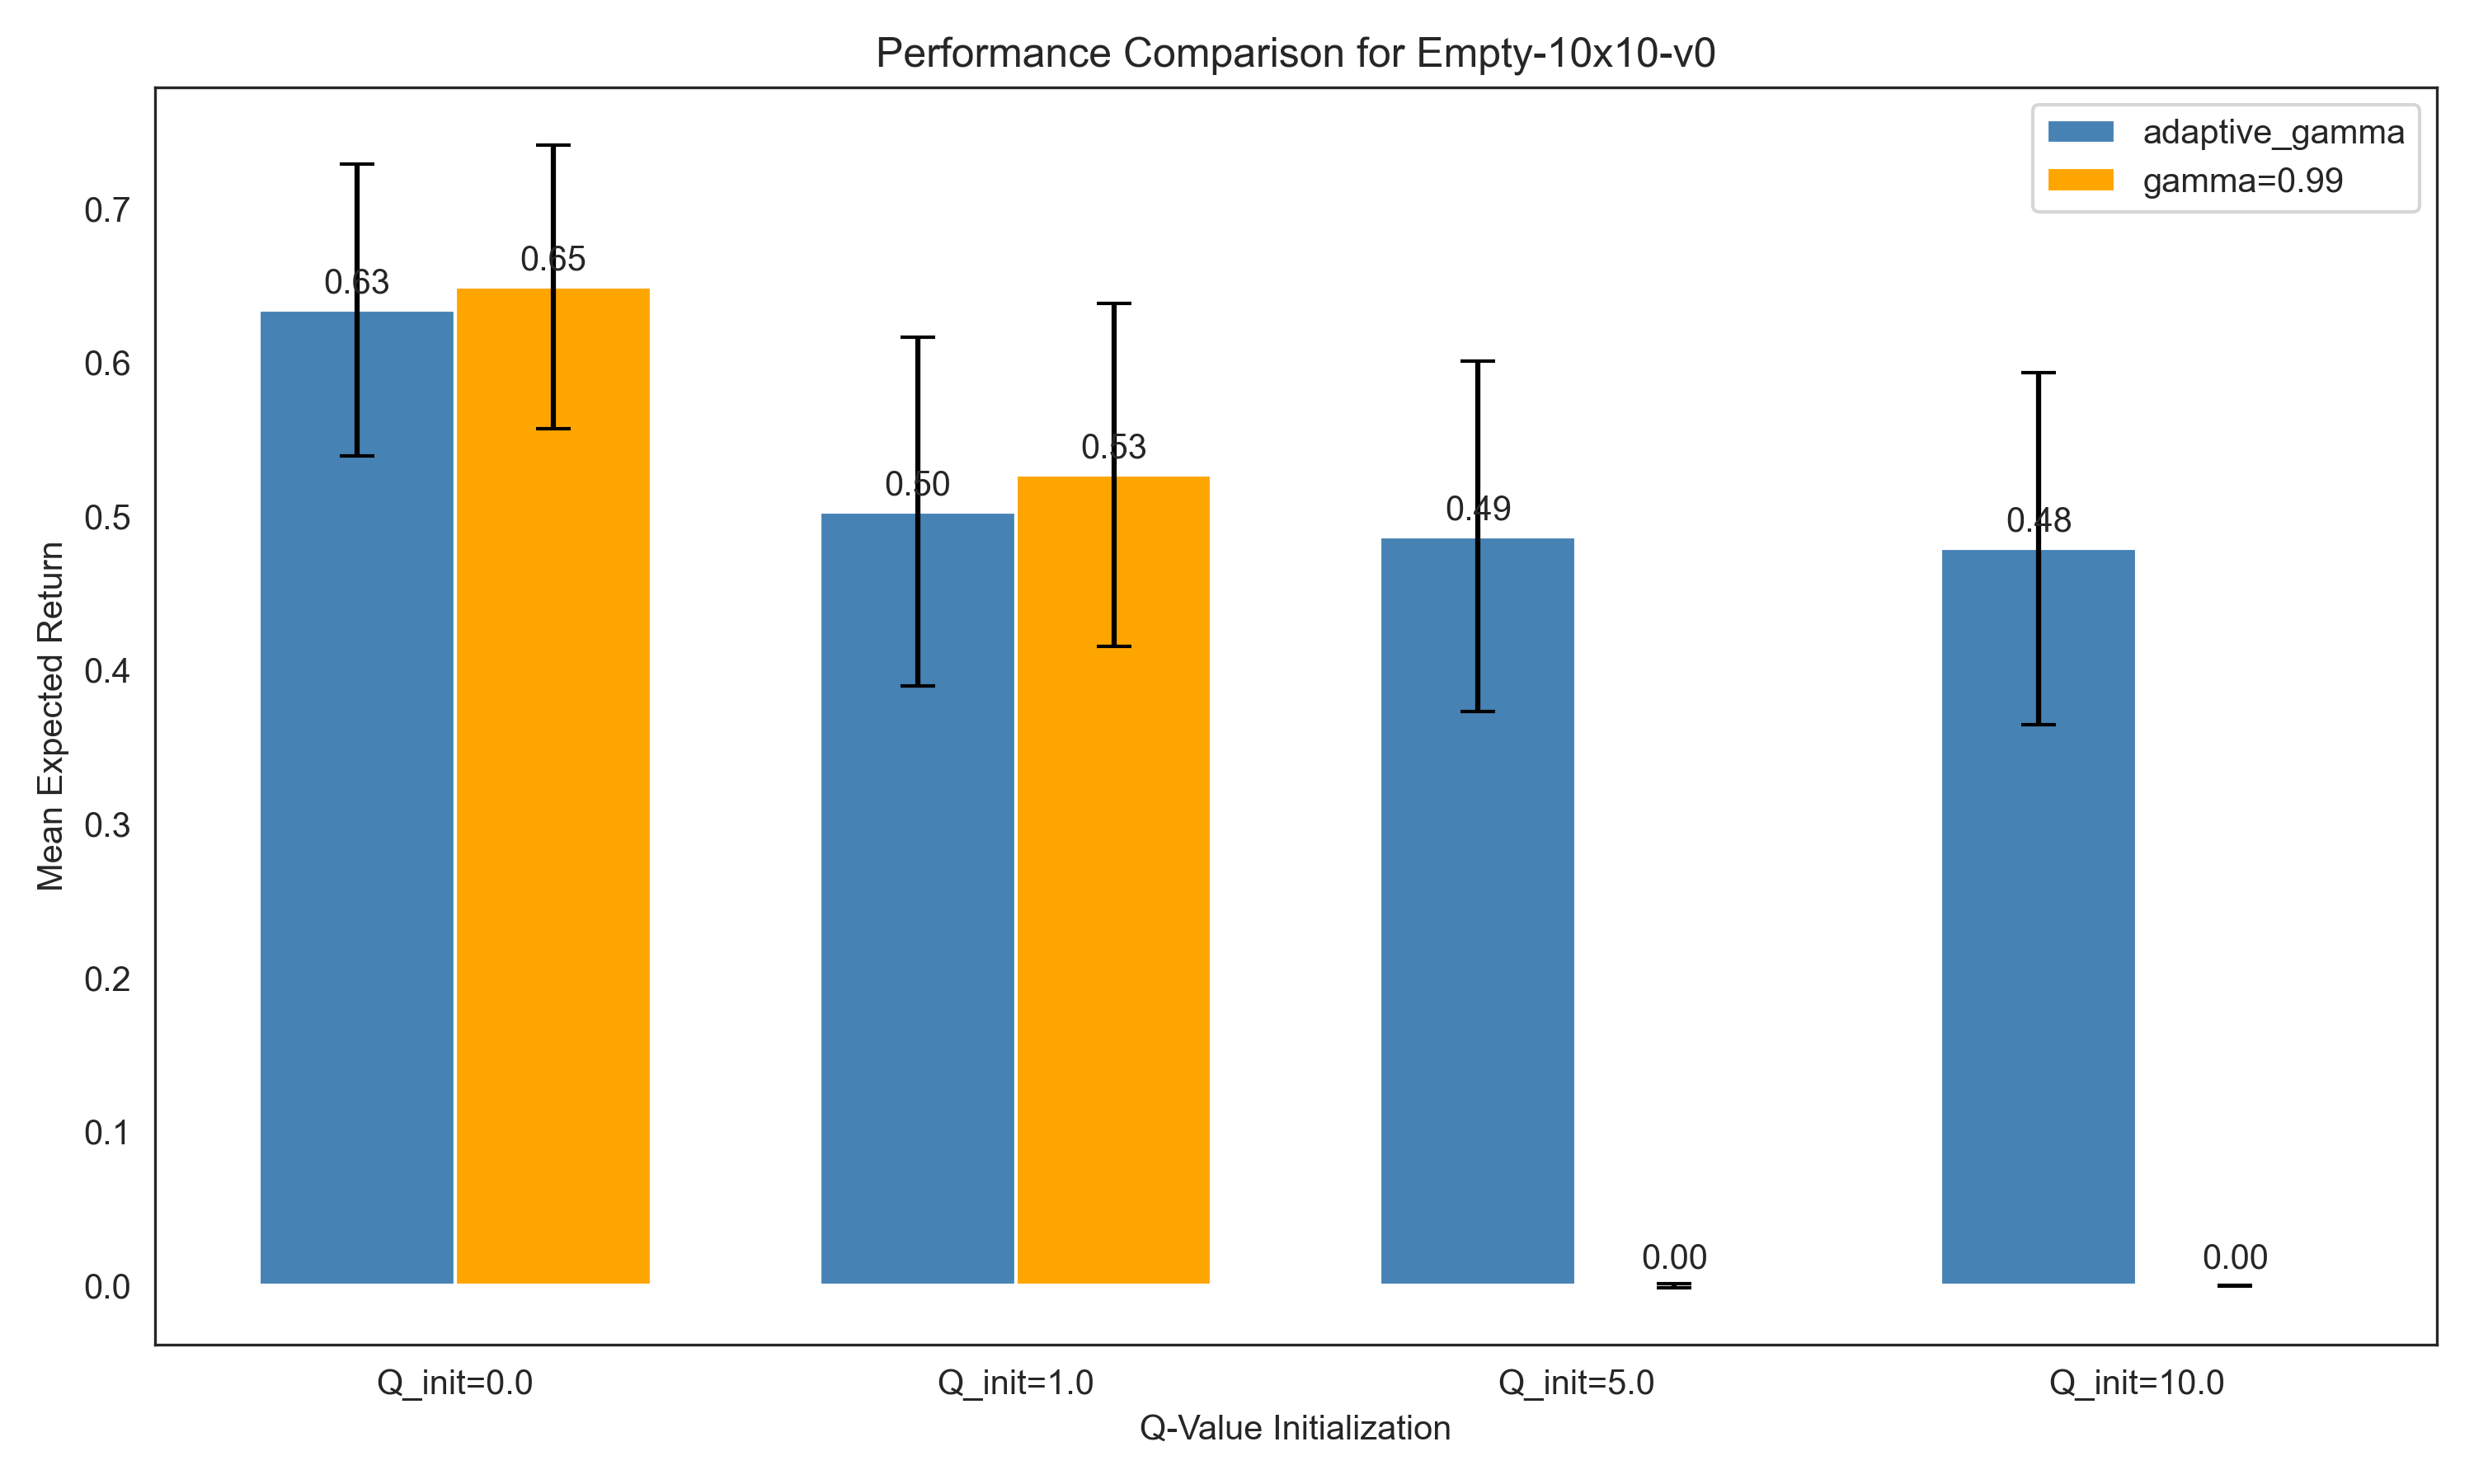 Performance Comparison for Empty-10x10-v0
adaptive_gamma
gamma=0.99
Mean Expected Return
0.7
0.6
0.5
0.4
0.3
0.2
0.1
0.0
0.63
0.65
0.50
0.53
0.49
0.00
0.48
0.00
Q_init=0.0
Q_init=1.0
Q_init=5.0
Q_init=10.0
Q-Value Initialization